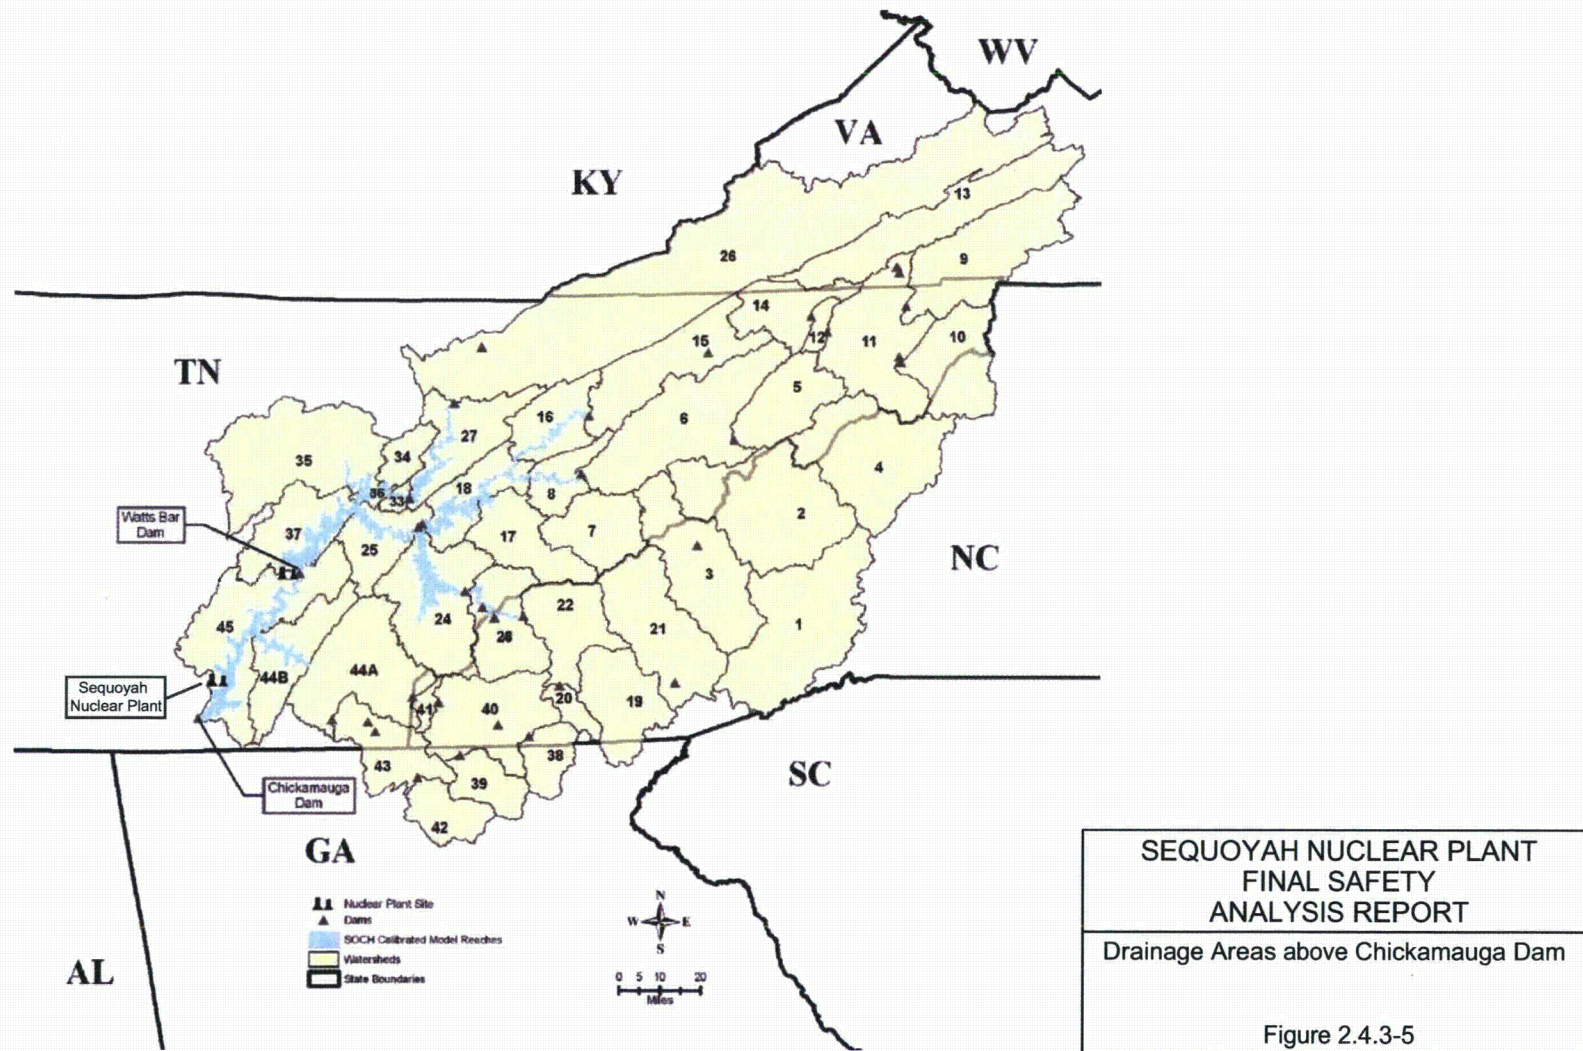 WV
VA
KY
13
26
9
14
12
11
10
15
TN
5
16
6
27
35
34
4
18
36
33
8
2
Watts Bar
Dam
37
17
7
25
NC
3
22
24
1
45
21
26
44A
44B
Sequoyah
Nuclear Plant
20
19
41
40
38
43
SC
39
Chickamauga
Dam
42
GA
SEQUOYAH NUCLEAR PLANT
FINAL SAFETY
ANALYSIS REPORT
Drainage Areas above Chickamauga Dam
Figure 2.4.3-5
Nuclear Plant Site
Dams
SOCH Calibrated Model Reaches
Watersheds
State Boundaries
N
W E
S
0 5 10 20
Miles
AL